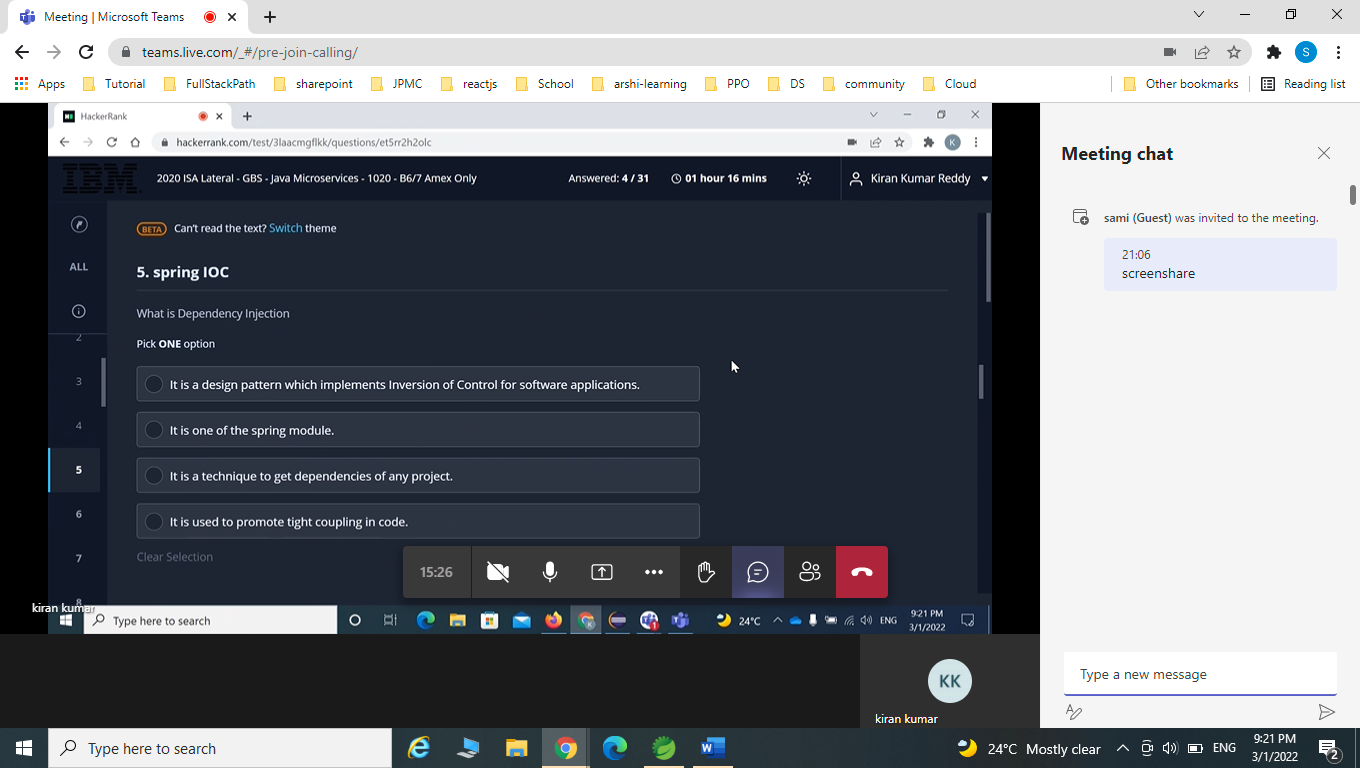 Meeting | Microsoft Teams
teams.live.com/_#/pre-join-calling/
S
Apps Tutorial FullStackPath sharepoint JPMC reactjs School arshi-learning PPO DS community Cloud Other bookmarks Reading list
HackerRank
hackerrank.com/test/3laacmgflkk/questions/et5rr2h2olc
K
IBM 2020 ISA Lateral - GBS - Java Microservices - 1020 - B6/7 Amex Only Answered: 4 / 31 01 hour 16 mins Kiran Kumar Reddy
BETA Can't read the text? Switch theme
ALL
5. spring IOC
What is Dependency Injection
Pick ONE option
It is a design pattern which implements Inversion of Control for software applications.
It is one of the spring module.
It is a technique to get dependencies of any project.
It is used to promote tight coupling in code.
Clear Selection
2
3
4
5
6
7
8
15:26
kiran kumar
Type here to search
24°C ENG 9:21 PM
3/1/2022
KK
kiran kumar
Meeting chat
sami (Guest) was invited to the meeting.
21:06
screenshare
Type a new message
Type here to search
24°C Mostly clear ENG 9:21 PM
3/1/2022
2